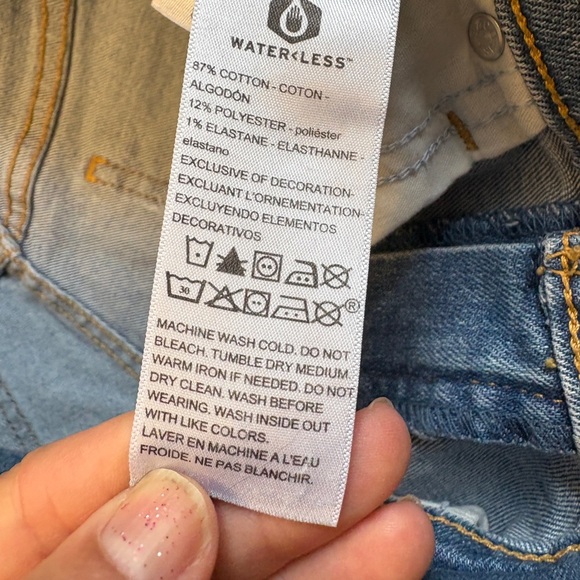 WATER<LESS™
87% COTTON - COTON -
ALGODÓN
12% POLYESTER - poliéster
1% ELASTANE - ELASTHANNE -
elastano
EXCLUSIVE OF DECORATION-
EXCLUANT L'ORNEMENTATION-
EXCLUYENDO ELEMENTOS
DECORATIVOS
30 ®
MACHINE WASH COLD. DO NOT
BLEACH. TUMBLE DRY MEDIUM.
WARM IRON IF NEEDED. DO NOT
DRY CLEAN. WASH BEFORE
WEARING. WASH INSIDE OUT
WITH LIKE COLORS.
LAVER EN MACHINE A L'EAU
FROIDE. NE PAS BLANCHIR.